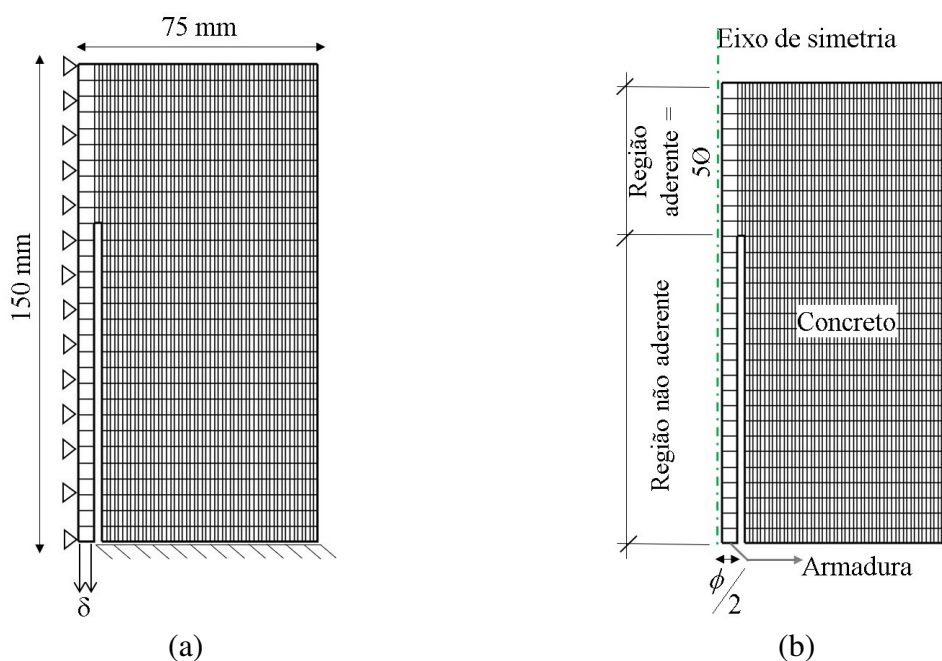 75 mm
150 mm
δ
(a)
Eixo de simetria
Região
aderente =
5Ø
Região não aderente
Concreto
Armadura
ϕ/2
(b)